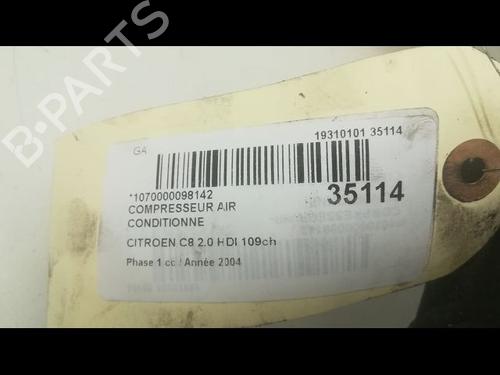 B-PARTS
GA
19310101 35114
*1070000098142
35114
COMPRESSEUR AIR
CONDITIONNE
CITROEN C8 2.0 HDI 109ch
Phase 1 cc / Année 2004